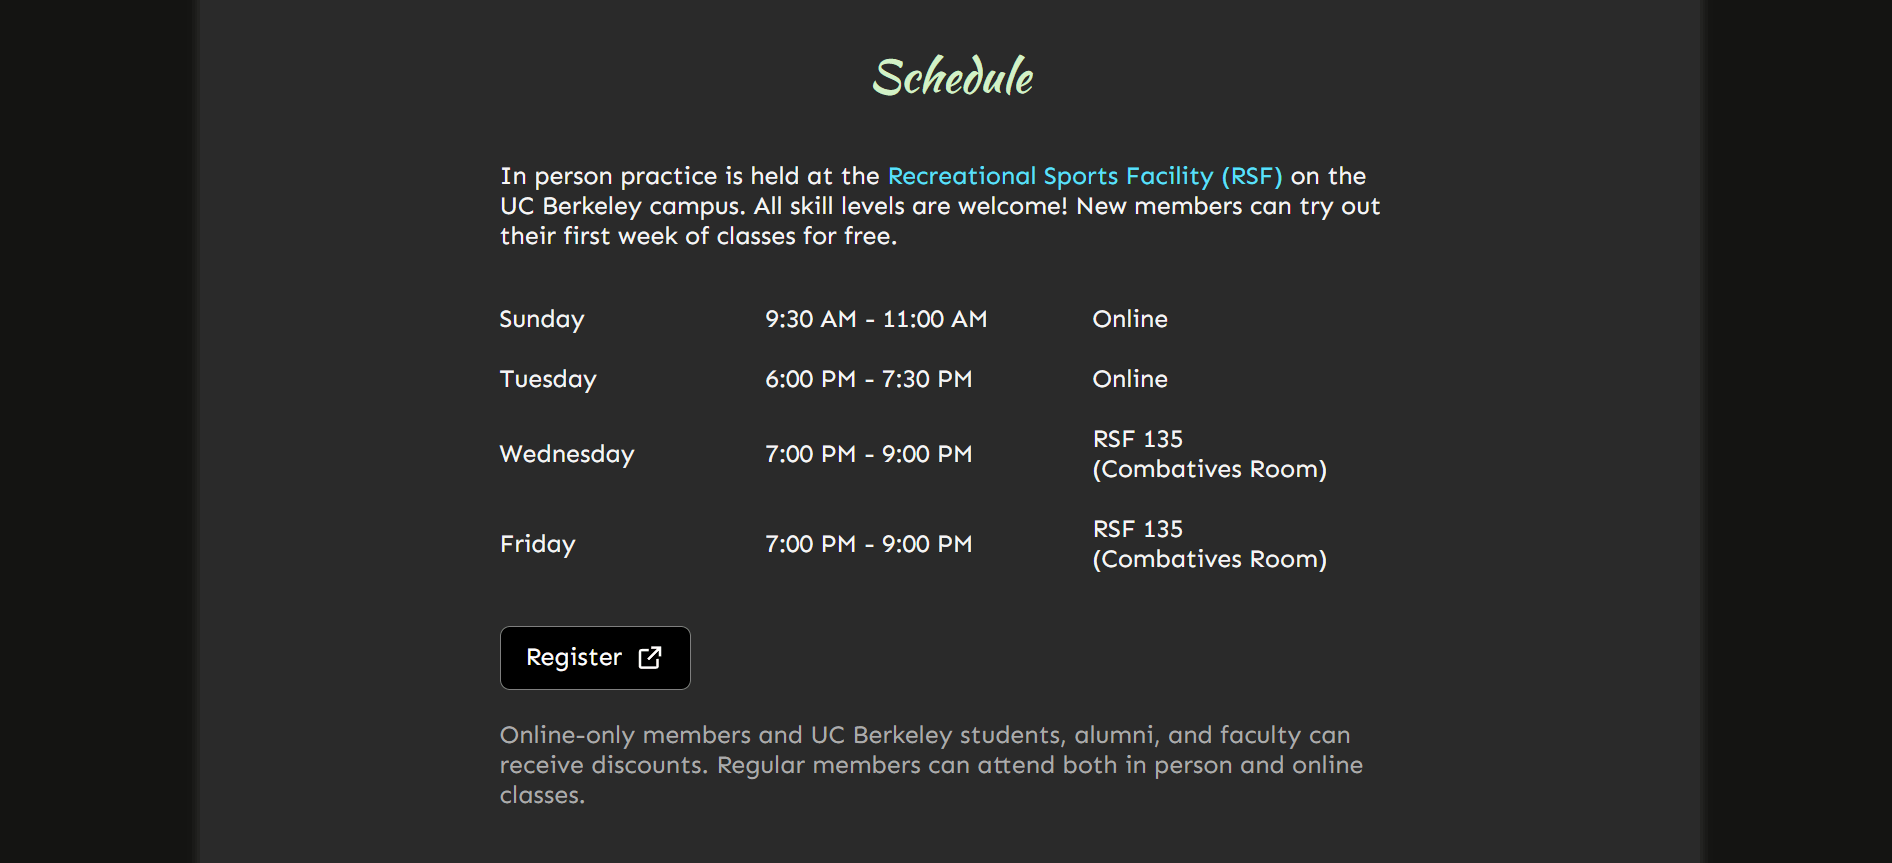 Schedule
In person practice is held at the Recreational Sports Facility (RSF) on the
UC Berkeley campus. All skill levels are welcome! New members can try out
their first week of classes for free.
Sunday 9:30 AM - 11:00 AM Online
Tuesday 6:00 PM - 7:30 PM Online
Wednesday 7:00 PM - 9:00 PM RSF 135
(Combatives Room)
Friday 7:00 PM - 9:00 PM RSF 135
(Combatives Room)
Register
Online-only members and UC Berkeley students, alumni, and faculty can
receive discounts. Regular members can attend both in person and online
classes.